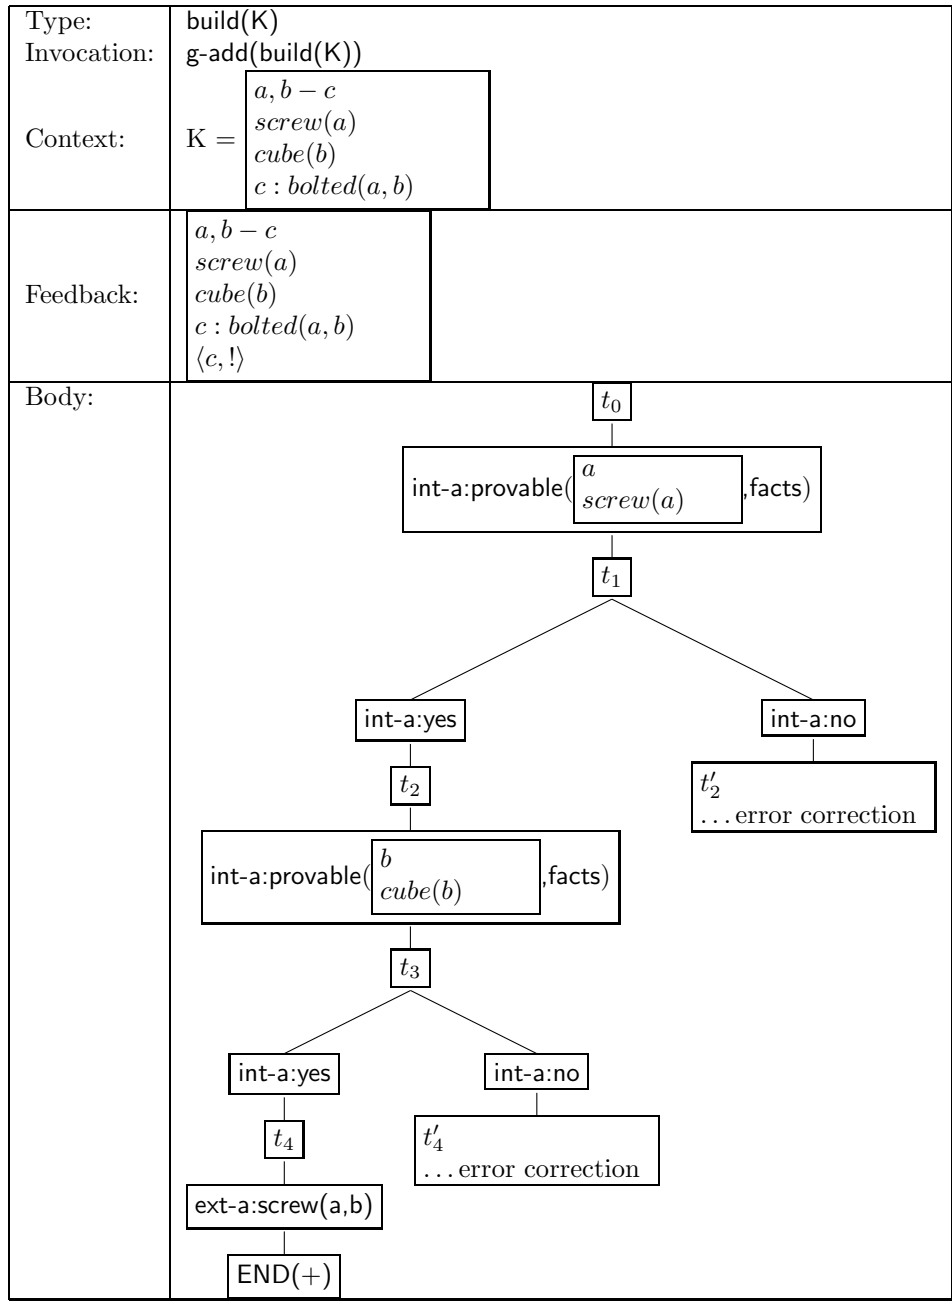 Type: build(K)
Invocation: g-add(build(K))
Context: K =
a, b − c
screw(a)
cube(b)
c : bolted(a, b)
Feedback:
a, b − c
screw(a)
cube(b)
c : bolted(a, b)
⟨c, !⟩
Body:
t₀
int-a:provable(
a
screw(a)
,facts)
t₁
int-a:yes int-a:no
t₂
t′₂
...error correction
int-a:provable(
b
cube(b)
,facts)
t₃
int-a:yes int-a:no
t₄
t′₄
...error correction
ext-a:screw(a,b)
END(+)